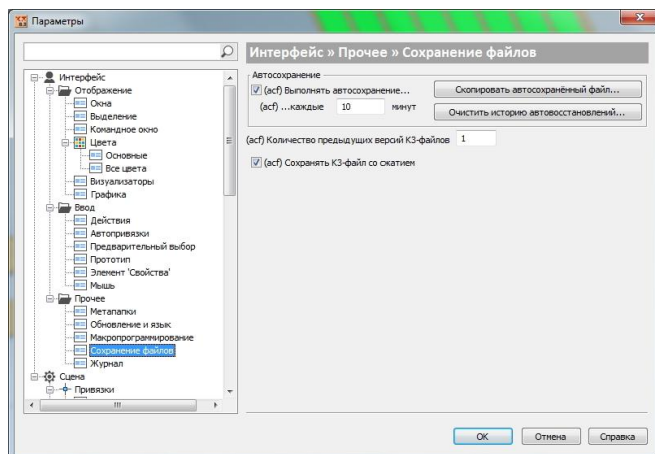 Параметры
Интерфейс » Прочее » Сохранение файлов
Интерфейс
Отображение
Окна
Выделение
Командное окно
Цвета
Основные
Все цвета
Визуализаторы
Графика
Ввод
Действия
Автопривязки
Предварительный выбор
Прототип
Элемент 'Свойства'
Мышь
Прочее
Метапапки
Обновление и язык
Макропрограммирование
Сохранение файлов
Журнал
Сцена
Привязки
Автосохранение
(acf) Выполнять автосохранение...
Скопировать автосохранённый файл...
(acf) ...каждые 10 минут
Очистить историю автовосстановлений...
(acf) Количество предыдущих версий К3-файлов 1
(acf) Сохранять К3-файл со сжатием
OK Отмена Справка